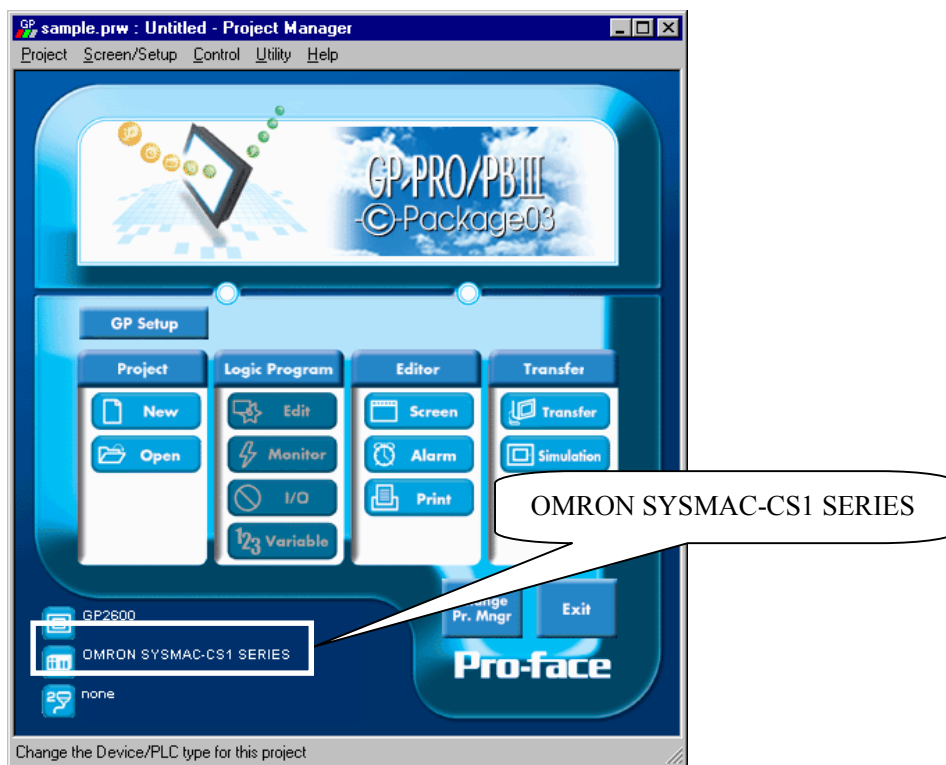 sample.prw : Untitled - Project Manager
Project Screen/Setup Control Utility Help
GP-PRO/PBIII
-C-Package03
GP Setup
Project
New
Open
Logic Program
Edit
Monitor
I/O
Variable
Editor
Screen
Alarm
Print
Transfer
Transfer
Simulation
OMRON SYSMAC-CS1 SERIES
GP2600
OMRON SYSMAC-CS1 SERIES
none
Pr. Mngr
Exit
Pro-face
Change the Device/PLC type for this project